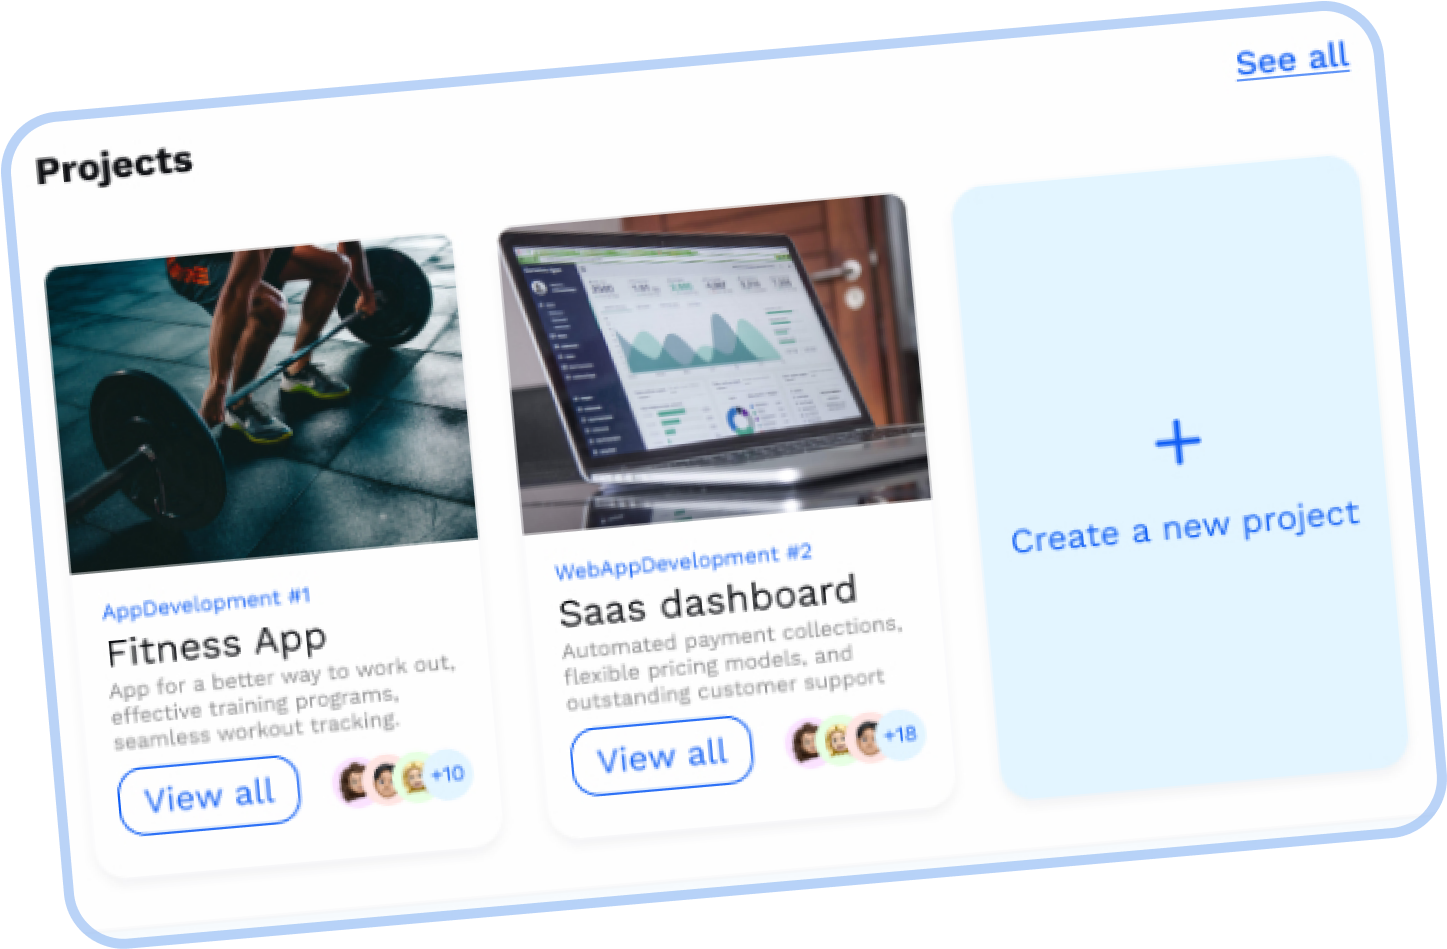 See all
Projects
AppDevelopment #1
Fitness App
App for a better way to work out,
effective training programs,
seamless workout tracking.
View all
+10
WebAppDevelopment #2
Saas dashboard
Automated payment collections,
flexible pricing models, and
outstanding customer support
View all
+18
+
Create a new project